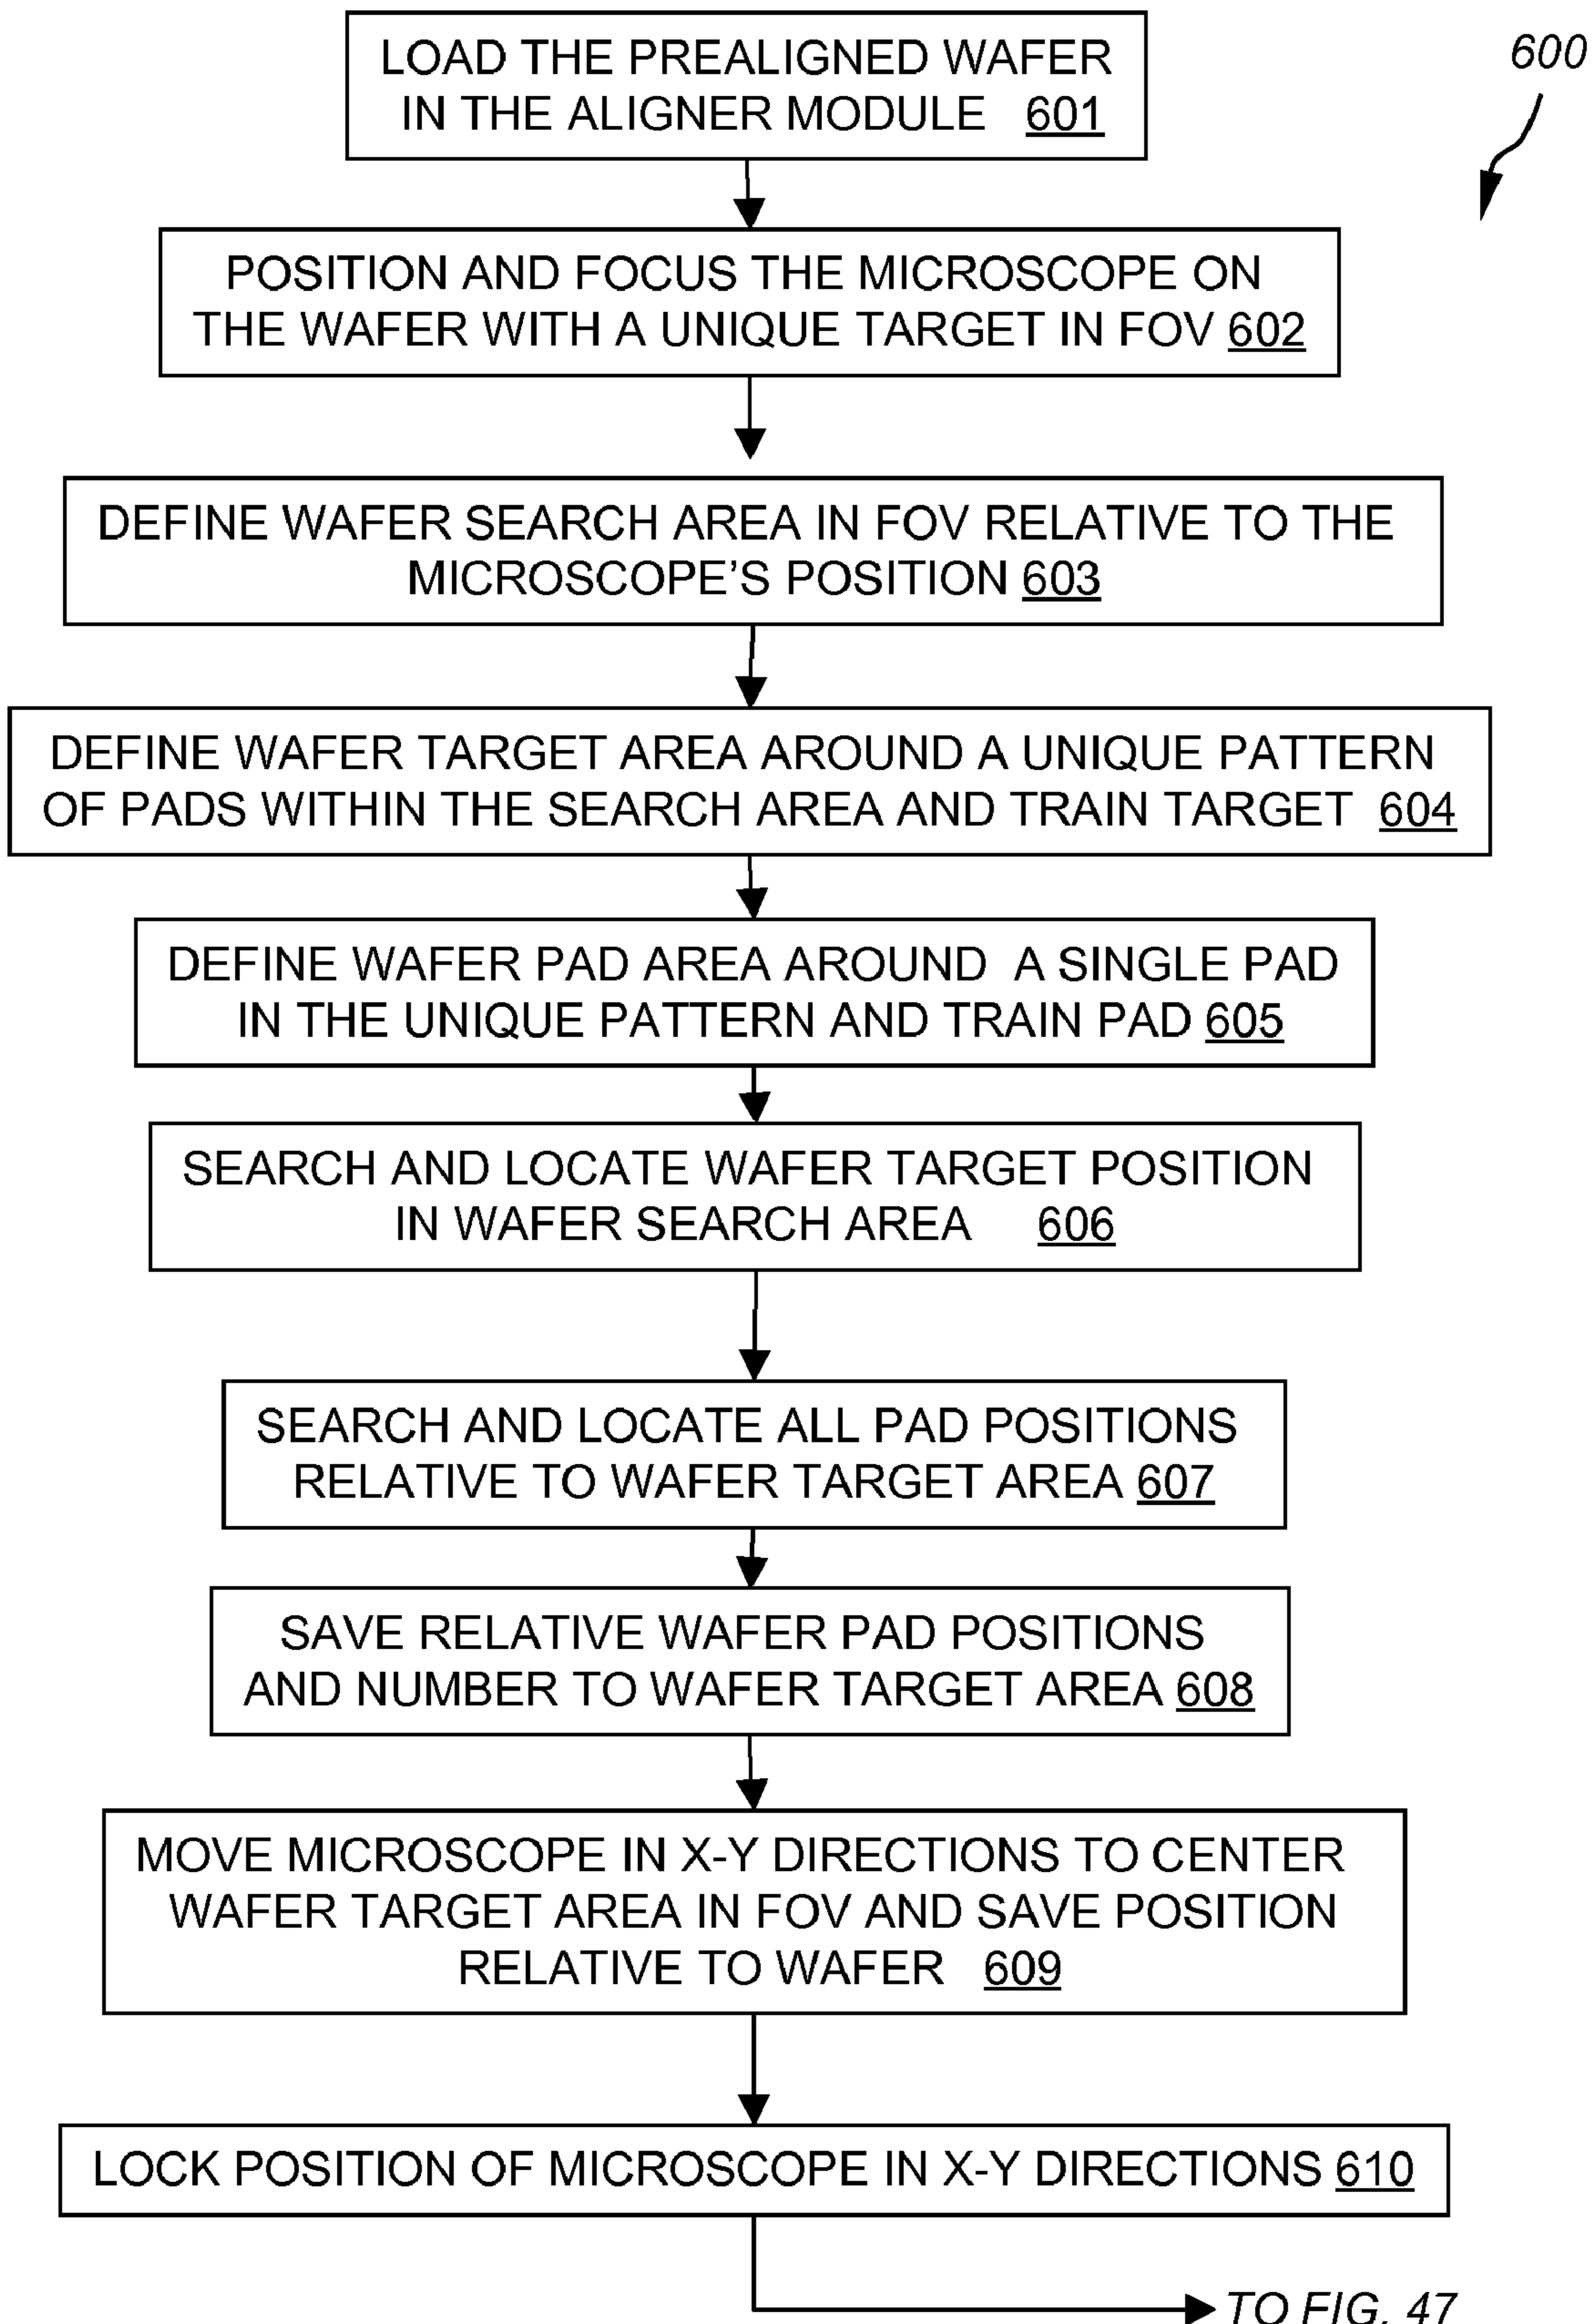 LOAD THE PREALIGNED WAFER
IN THE ALIGNER MODULE 601
600
POSITION AND FOCUS THE MICROSCOPE ON
THE WAFER WITH A UNIQUE TARGET IN FOV 602
DEFINE WAFER SEARCH AREA IN FOV RELATIVE TO THE
MICROSCOPE’S POSITION 603
DEFINE WAFER TARGET AREA AROUND A UNIQUE PATTERN
OF PADS WITHIN THE SEARCH AREA AND TRAIN TARGET 604
DEFINE WAFER PAD AREA AROUND A SINGLE PAD
IN THE UNIQUE PATTERN AND TRAIN PAD 605
SEARCH AND LOCATE WAFER TARGET POSITION
IN WAFER SEARCH AREA 606
SEARCH AND LOCATE ALL PAD POSITIONS
RELATIVE TO WAFER TARGET AREA 607
SAVE RELATIVE WAFER PAD POSITIONS
AND NUMBER TO WAFER TARGET AREA 608
MOVE MICROSCOPE IN X-Y DIRECTIONS TO CENTER
WAFER TARGET AREA IN FOV AND SAVE POSITION
RELATIVE TO WAFER 609
LOCK POSITION OF MICROSCOPE IN X-Y DIRECTIONS 610
TO FIG. 47